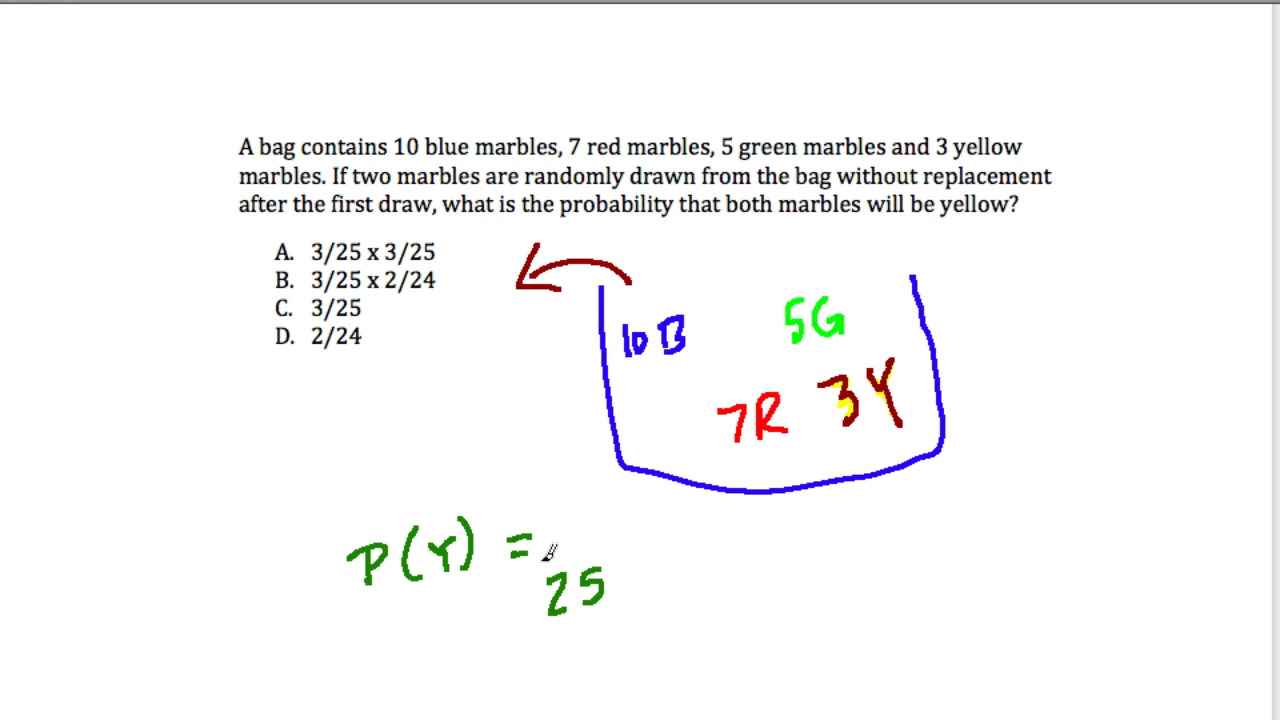 A bag contains 10 blue marbles, 7 red marbles, 5 green marbles and 3 yellow
marbles. If two marbles are randomly drawn from the bag without replacement
after the first draw, what is the probability that both marbles will be yellow?
A. 3/25 x 3/25
B. 3/25 x 2/24
C. 3/25
D. 2/24
10 B
5G
7R
3Y
P(Y) =
25